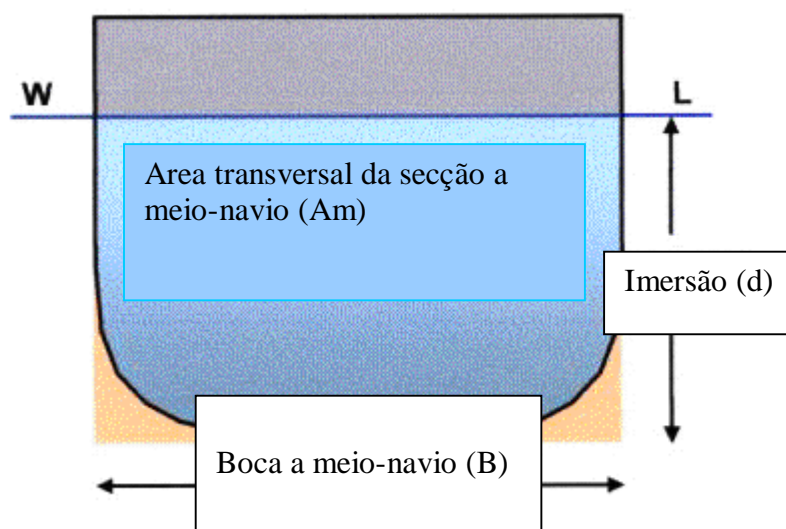 W
L
Area transversal da secção a
meio-navio (Am)
Imersão (d)
Boca a meio-navio (B)